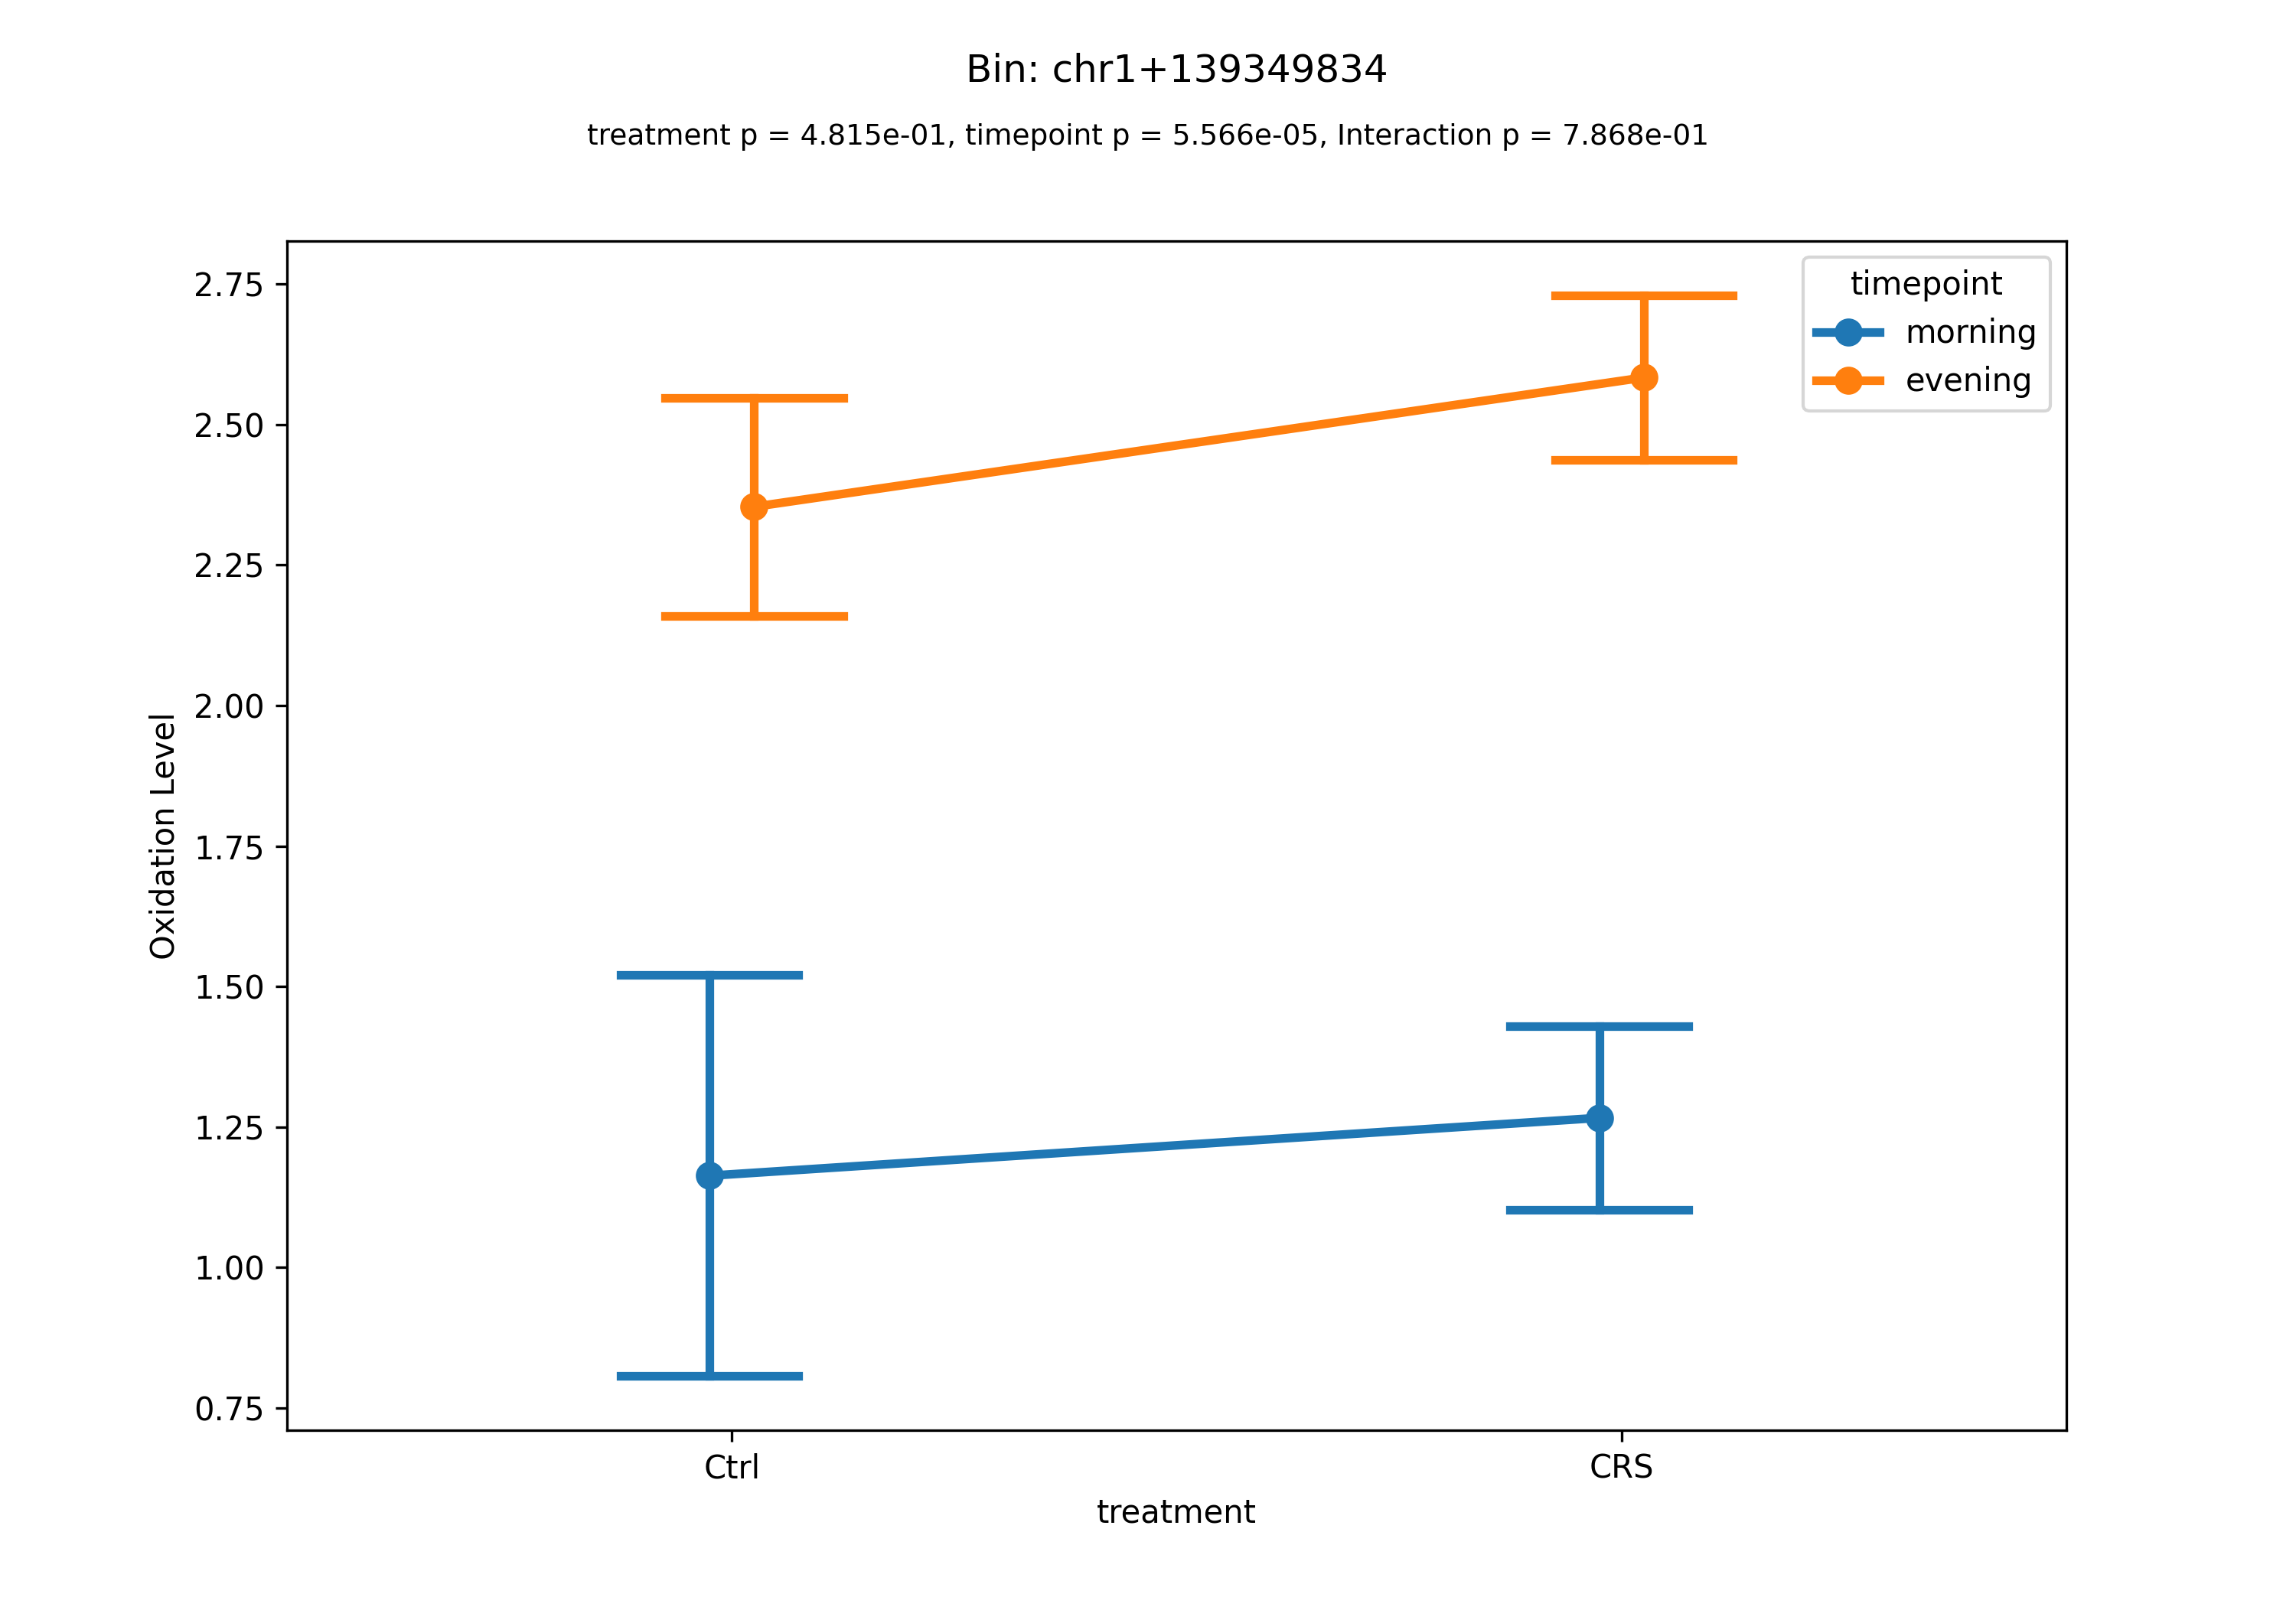 Bin: chr1+139349834
treatment p = 4.815e-01, timepoint p = 5.566e-05, Interaction p = 7.868e-01
timepoint
morning
evening
2.75
2.50
2.25
2.00
1.75
1.50
1.25
1.00
0.75
Oxidation Level
Ctrl
CRS
treatment